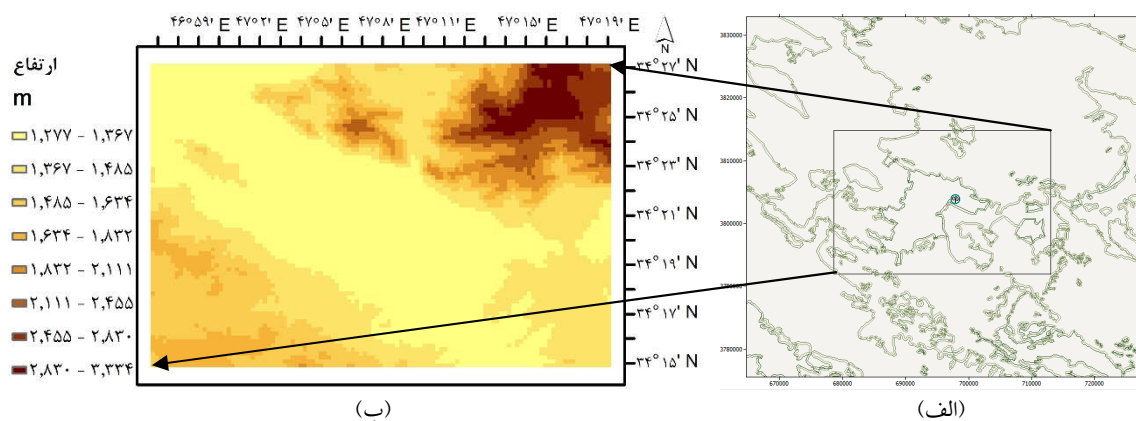 ۴۶°۵۹' E ۴۷°۲' E ۴۷°۵' E ۴۷°۸' E ۴۷°۱۱' E ۴۷°۱۵' E ۴۷°۱۹' E
N
ارتفاع
m
۱,۲۷۷ - ۱,۳۶۷
۱,۳۶۷ - ۱,۴۸۵
۱,۴۸۵ - ۱,۶۳۴
۱,۶۳۴ - ۱,۸۳۲
۱,۸۳۲ - ۲,۱۱۱
۲,۱۱۱ - ۲,۴۵۵
۲,۴۵۵ - ۲,۸۳۰
۲,۸۳۰ - ۳,۳۳۴
۳۴°۲۷' N
۳۴°۲۵' N
۳۴°۲۳' N
۳۴°۲۱' N
۳۴°۱۹' N
۳۴°۱۷' N
۳۴°۱۵' N
(ب)
3830000
3820000
3810000
3800000
3790000
3780000
670000 680000 690000 700000 710000 720000
(الف)